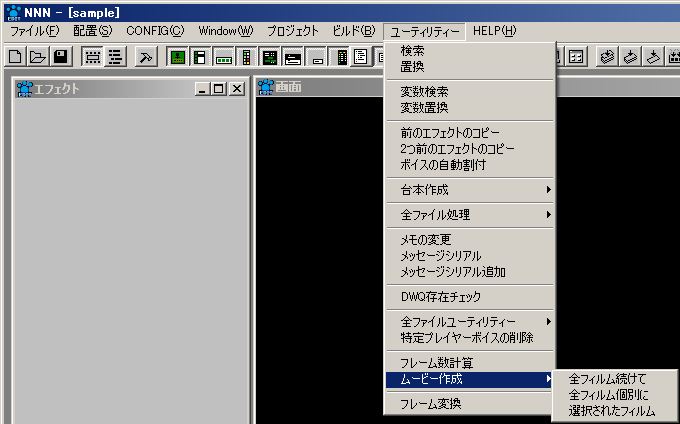 NNN - [sample]
ファイル(F) 配置(S) CONFIG(C) Window(W) プロジェクト ビルド(B) ユーティリティー HELP(H)
エフェクト
画面
検索
置換
変数検索
変数置換
前のエフェクトのコピー
2つ前のエフェクトのコピー
ボイスの自動割付
台本作成
全ファイル処理
メモの変更
メッセージシリアル
メッセージシリアル追加
DWQ存在チェック
全ファイルユーティリティー
特定プレイヤーボイスの削除
フレーム数計算
ムービー作成
フレーム変換
全フィルム続けて
全フィルム個別に
選択されたフィルム